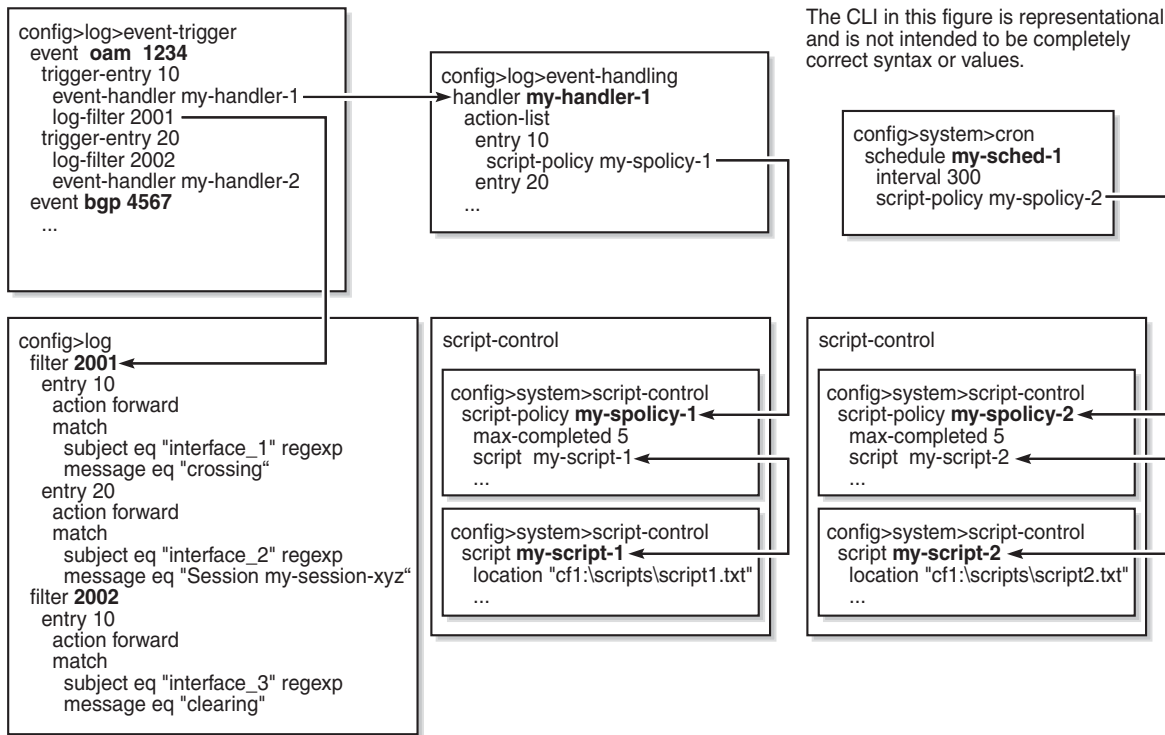 config>log>event-trigger
event oam 1234
trigger-entry 10
event-handler my-handler-1
log-filter 2001
trigger-entry 20
log-filter 2002
event-handler my-handler-2
event bgp 4567
...
config>log>event-handling
handler my-handler-1
action-list
entry 10
script-policy my-spolicy-1
entry 20
...
The CLI in this figure is representational
and is not intended to be completely
correct syntax or values.
config>system>cron
schedule my-sched-1
interval 300
script-policy my-spolicy-2
config>log
filter 2001
entry 10
action forward
match
subject eq "interface_1" regexp
message eq "crossing“
entry 20
action forward
match
subject eq "interface_2" regexp
message eq "Session my-session-xyz“
filter 2002
entry 10
action forward
match
subject eq "interface_3" regexp
message eq "clearing"
script-control
config>system>script-control
script-policy my-spolicy-1
max-completed 5
script my-script-1
...
config>system>script-control
script my-script-1
location "cf1:\scripts\script1.txt"
...
script-control
config>system>script-control
script-policy my-spolicy-2
max-completed 5
script my-script-2
...
config>system>script-control
script my-script-2
location "cf1:\scripts\script2.txt"
...